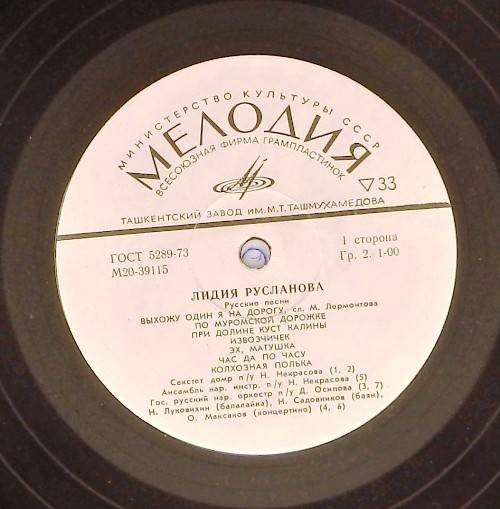 МИНИСТЕРСТВО КУЛЬТУРЫ СССР
МЕЛОДИЯ
ВСЕСОЮЗНАЯ ФИРМА ГРАМПЛАСТИНОК
▽33
ТАШКЕНТСКИЙ ЗАВОД ИМ. М.Т.ТАШМУХАМЕДОВА
ГОСТ 5289-73
М20-39115
1 сторона
Гр. 2. 1-00
ЛИДИЯ РУСЛАНОВА
Русские песни
ВЫХОЖУ ОДИН Я НА ДОРОГУ, сл. М. Лермонтова
ПО МУРОМСКОЙ ДОРОЖКЕ
ПРИ ДОЛИНЕ КУСТ КАЛИНЫ
ИЗВОЗЧИЧЕК
ЭХ, МАТУШКА
ЧАС ДА ПО ЧАСУ
КОЛХОЗНАЯ ПОЛЬКА
Секстет домр п/у Н. Некрасова (1, 2)
Ансамбль нар. инстр. п/у Н. Некрасова (5)
Гос. русский нар. оркестр п/у Д. Осипова (3, 7)
Н. Луковихин (балалайка), Н. Садовников (баян),
О. Максаков (концертино) (4, 6)